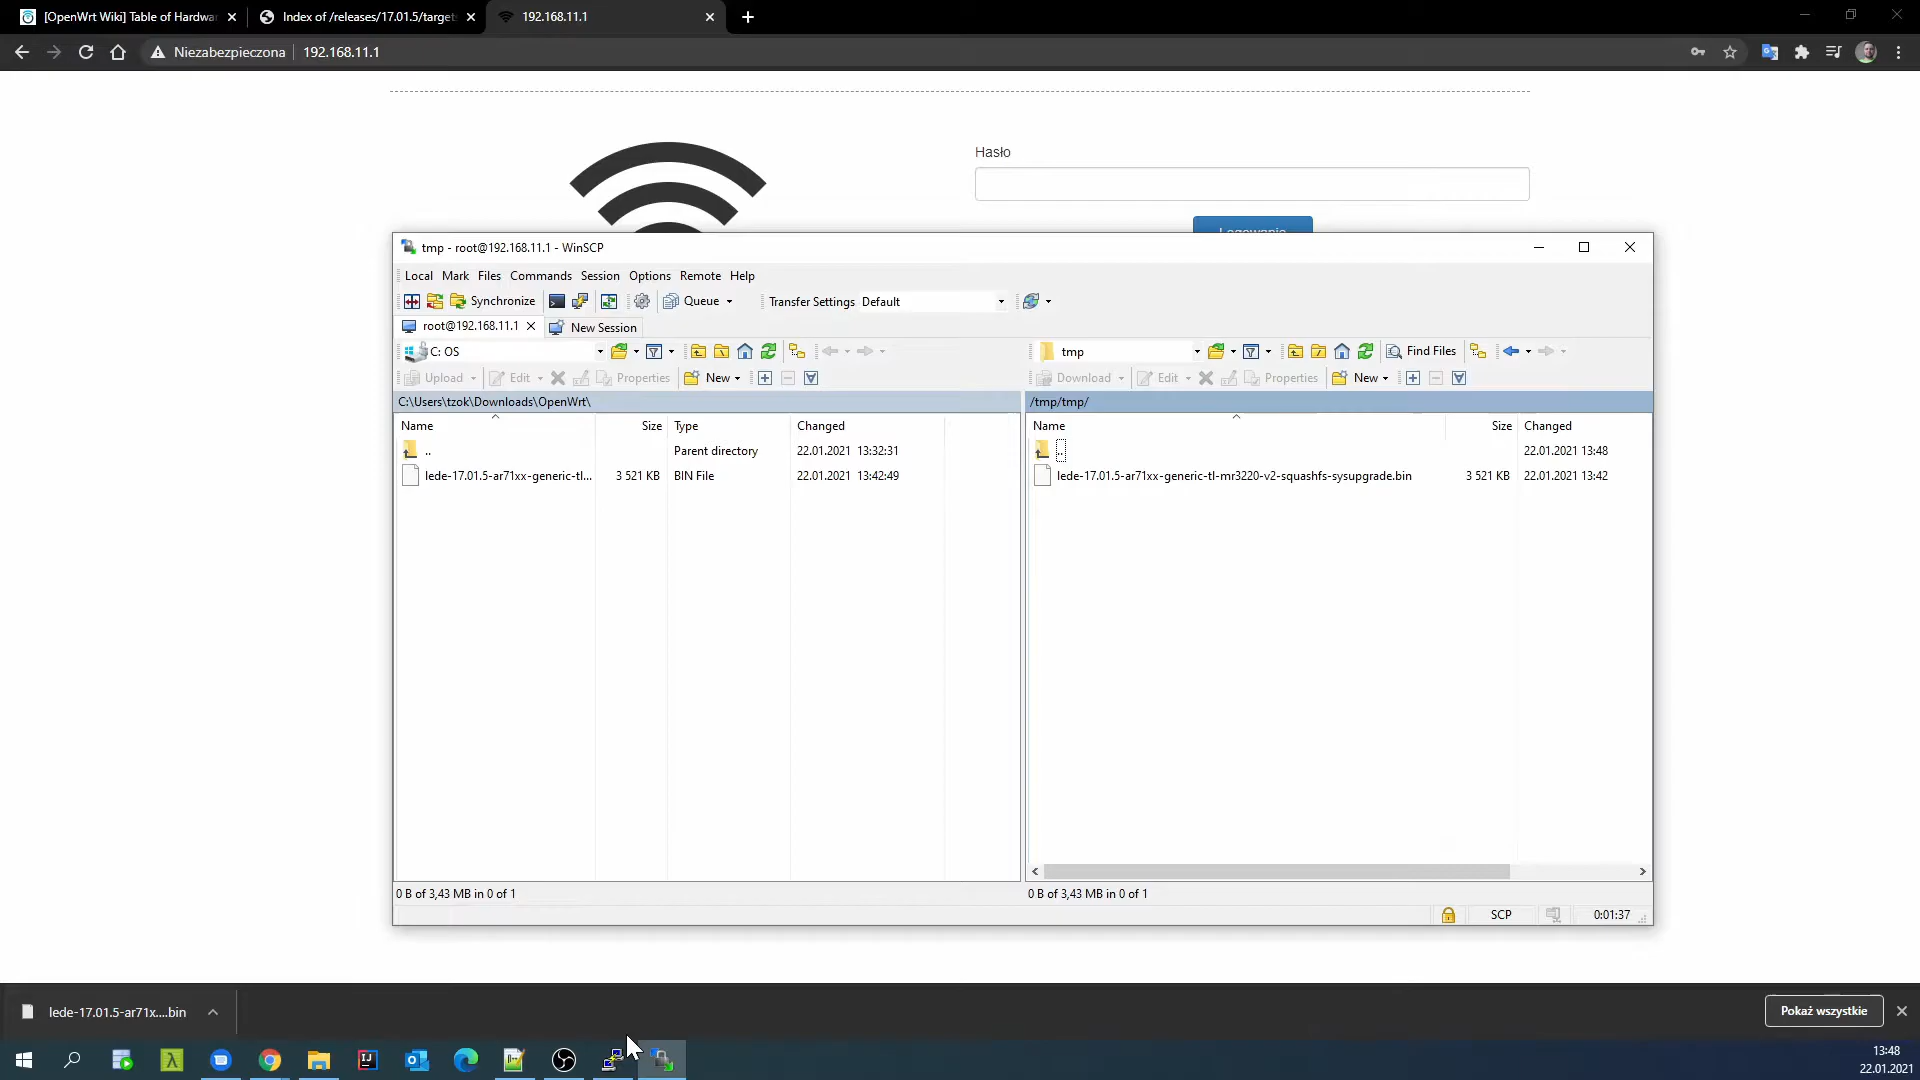 [OpenWrt Wiki] Table of Hardwar
Index of /releases/17.01.5/target
192.168.11.1
Niezabezpieczona
192.168.11.1
Hasło
tmp - root@192.168.11.1 - WinSCP
Local Mark Files Commands Session Options Remote Help
Synchronize
Queue
Transfer Settings Default
root@192.168.11.1
New Session
C: OS
tmp
Find Files
Upload Edit Properties New
Download Edit Properties New
C:\Users\tzok\Downloads\OpenWrt\
/tmp/tmp/
Name Size Type Changed
Name Size Changed
.. Parent directory 22.01.2021 13:32:31
.. 22.01.2021 13:48
lede-17.01.5-ar71xx-generic-tl... 3 521 KB BIN File 22.01.2021 13:42:49
lede-17.01.5-ar71xx-generic-tl-mr3220-v2-squashfs-sysupgrade.bin 3 521 KB 22.01.2021 13:42
0 B of 3,43 MB in 0 of 1
0 B of 3,43 MB in 0 of 1
SCP
0:01:37
lede-17.01.5-ar71x....bin
Pokaż wszystkie
13:48
22.01.2021